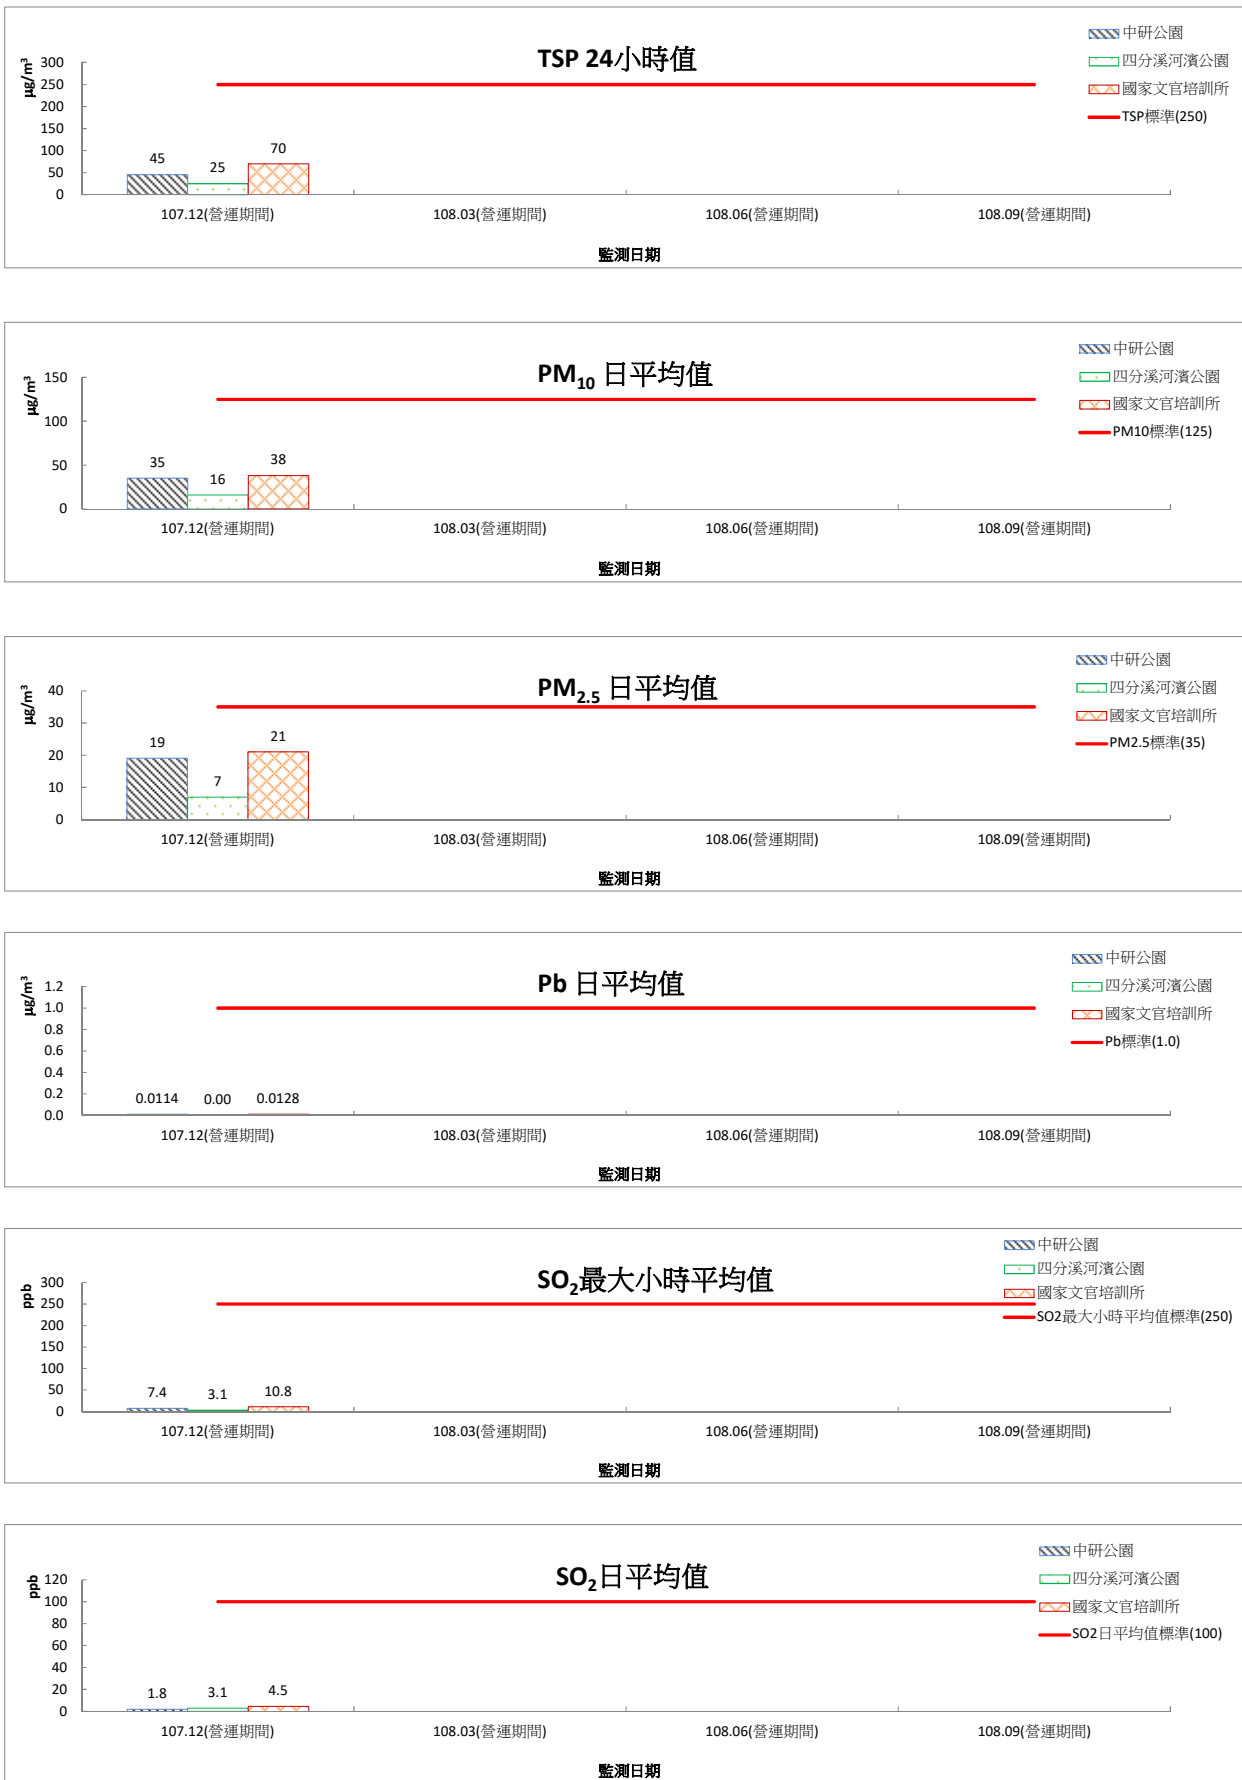 TSP 24小時值
μg/m³
300
250
200
150
100
50
0
45
25
70
中研公園
四分溪河濱公園
國家文官培訓所
TSP標準(250)
107.12(營運期間)
108.03(營運期間)
108.06(營運期間)
108.09(營運期間)
監測日期
PM₁₀ 日平均值
μg/m³
150
100
50
0
35
16
38
中研公園
四分溪河濱公園
國家文官培訓所
PM10標準(125)
107.12(營運期間)
108.03(營運期間)
108.06(營運期間)
108.09(營運期間)
監測日期
PM₂.₅ 日平均值
μg/m³
40
30
20
10
0
19
7
21
中研公園
四分溪河濱公園
國家文官培訓所
PM2.5標準(35)
107.12(營運期間)
108.03(營運期間)
108.06(營運期間)
108.09(營運期間)
監測日期
Pb 日平均值
μg/m³
1.2
1.0
0.8
0.6
0.4
0.2
0.0
0.0114
0.00
0.0128
中研公園
四分溪河濱公園
國家文官培訓所
Pb標準(1.0)
107.12(營運期間)
108.03(營運期間)
108.06(營運期間)
108.09(營運期間)
監測日期
SO₂最大小時平均值
ppb
300
250
200
150
100
50
0
7.4
3.1
10.8
中研公園
四分溪河濱公園
國家文官培訓所
SO2最大小時平均值標準(250)
107.12(營運期間)
108.03(營運期間)
108.06(營運期間)
108.09(營運期間)
監測日期
SO₂日平均值
ppb
120
100
80
60
40
20
0
1.8
3.1
4.5
中研公園
四分溪河濱公園
國家文官培訓所
SO2日平均值標準(100)
107.12(營運期間)
108.03(營運期間)
108.06(營運期間)
108.09(營運期間)
監測日期